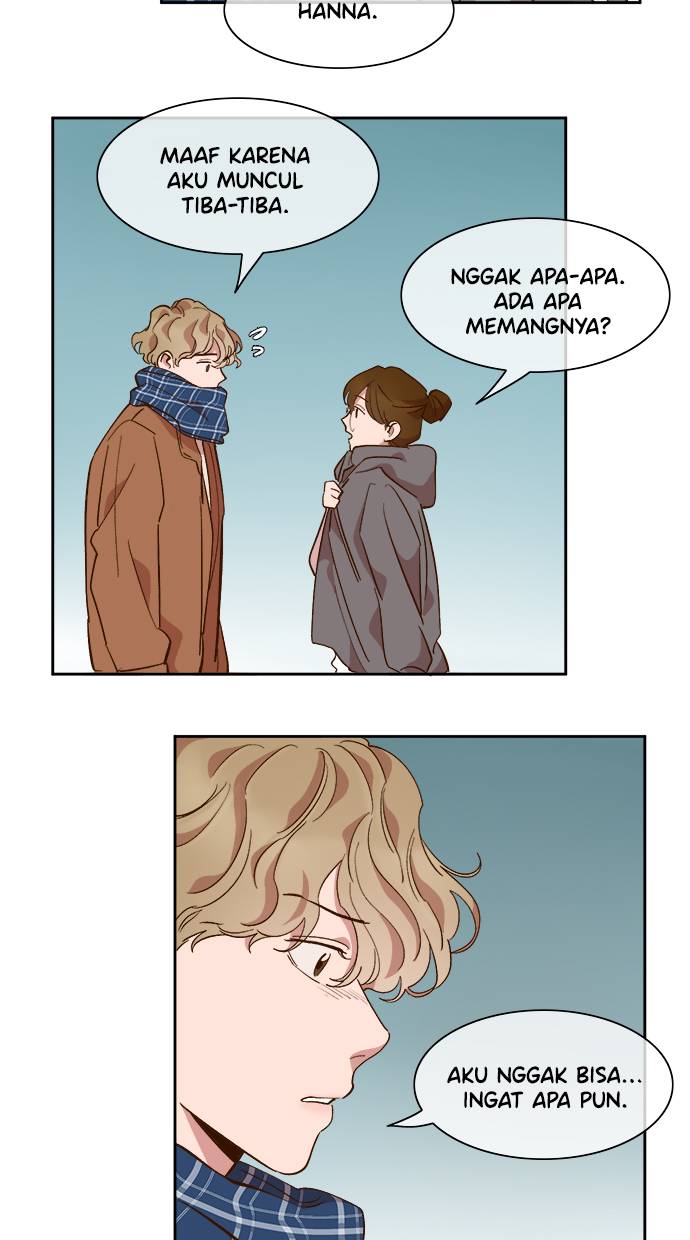 HANNA.
MAAF KARENA
AKU MUNCUL
TIBA-TIBA.
NGGAK APA-APA.
ADA APA
MEMANGNYA?
AKU NGGAK BISA...
INGAT APA PUN.